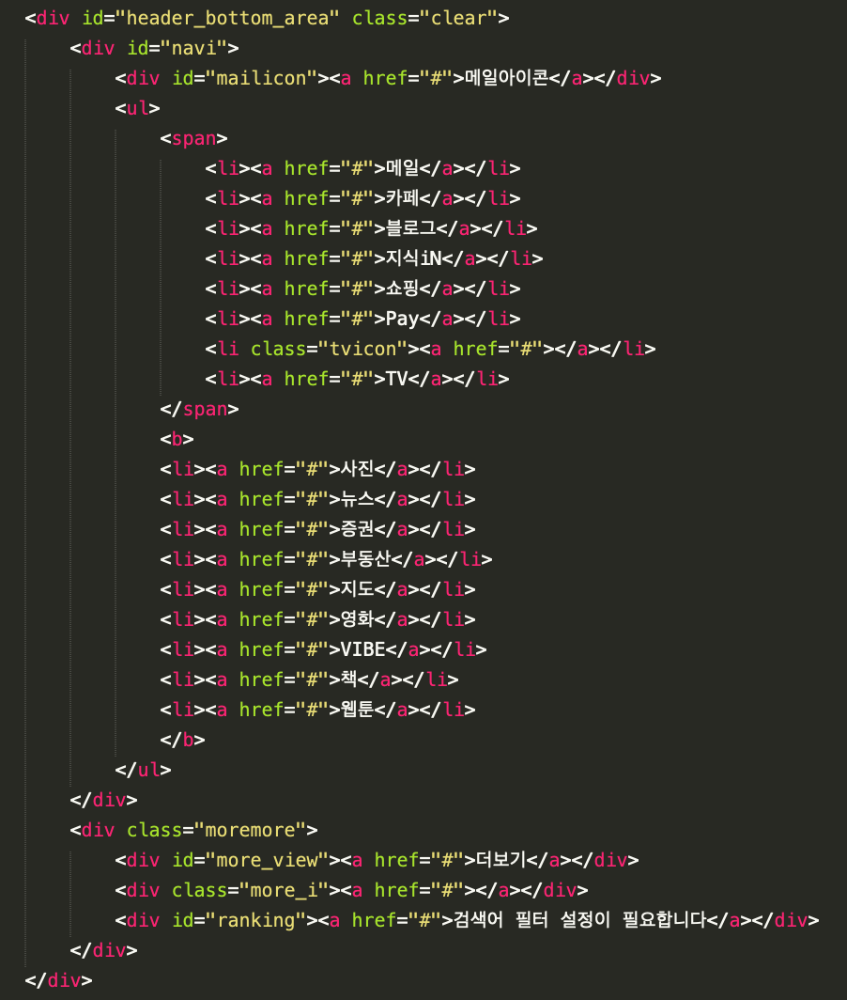 <div id="header_bottom_area" class="clear">
    <div id="navi">
        <div id="mailicon"><a href="#">메일아이콘</a></div>
        <ul>
            <span>
                <li><a href="#">메일</a></li>
                <li><a href="#">카페</a></li>
                <li><a href="#">블로그</a></li>
                <li><a href="#">지식iN</a></li>
                <li><a href="#">쇼핑</a></li>
                <li><a href="#">Pay</a></li>
                <li class="tvicon"><a href="#"></a></li>
                <li><a href="#">TV</a></li>
            </span>
            <b>
            <li><a href="#">사진</a></li>
            <li><a href="#">뉴스</a></li>
            <li><a href="#">증권</a></li>
            <li><a href="#">부동산</a></li>
            <li><a href="#">지도</a></li>
            <li><a href="#">영화</a></li>
            <li><a href="#">VIBE</a></li>
            <li><a href="#">책</a></li>
            <li><a href="#">웹툰</a></li>
            </b>
        </ul>
    </div>
    <div class="moremore">
        <div id="more_view"><a href="#">더보기</a></div>
        <div class="more_i"><a href="#"></a></div>
        <div id="ranking"><a href="#">검색어 필터 설정이 필요합니다</a></div>
    </div>
</div>